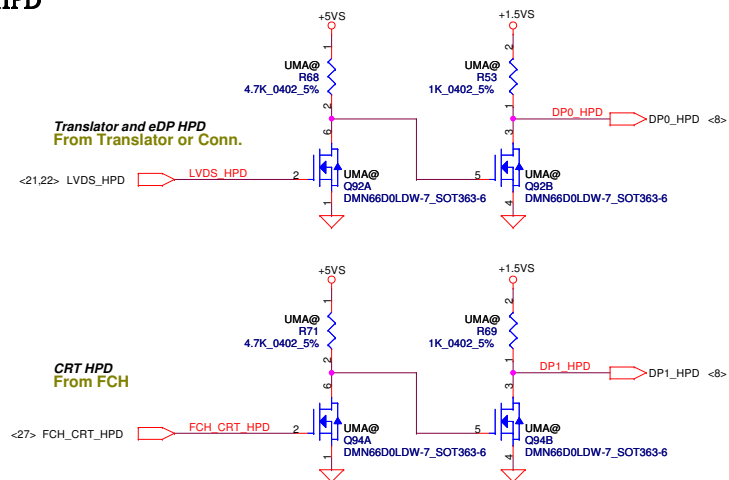 HPD
+5VS
+1.5VS
1
2
UMA@
R68
4.7K_0402_5%
UMA@
R53
1K_0402_5%
2
1
DP0_HPD
DP0_HPD <8>
Translator and eDP HPD
From Translator or Conn.
6
3
<21,22> LVDS_HPD
LVDS_HPD
2
UMA@
Q92A
DMN66D0LDW-7_SOT363-6
5
UMA@
Q92B
DMN66D0LDW-7_SOT363-6
1
4
+5VS
+1.5VS
1
2
UMA@
R71
4.7K_0402_5%
UMA@
R69
1K_0402_5%
2
1
DP1_HPD
DP1_HPD <8>
CRT HPD
From FCH
6
3
<27> FCH_CRT_HPD
FCH_CRT_HPD
2
UMA@
Q94A
DMN66D0LDW-7_SOT363-6
5
UMA@
Q94B
DMN66D0LDW-7_SOT363-6
1
4